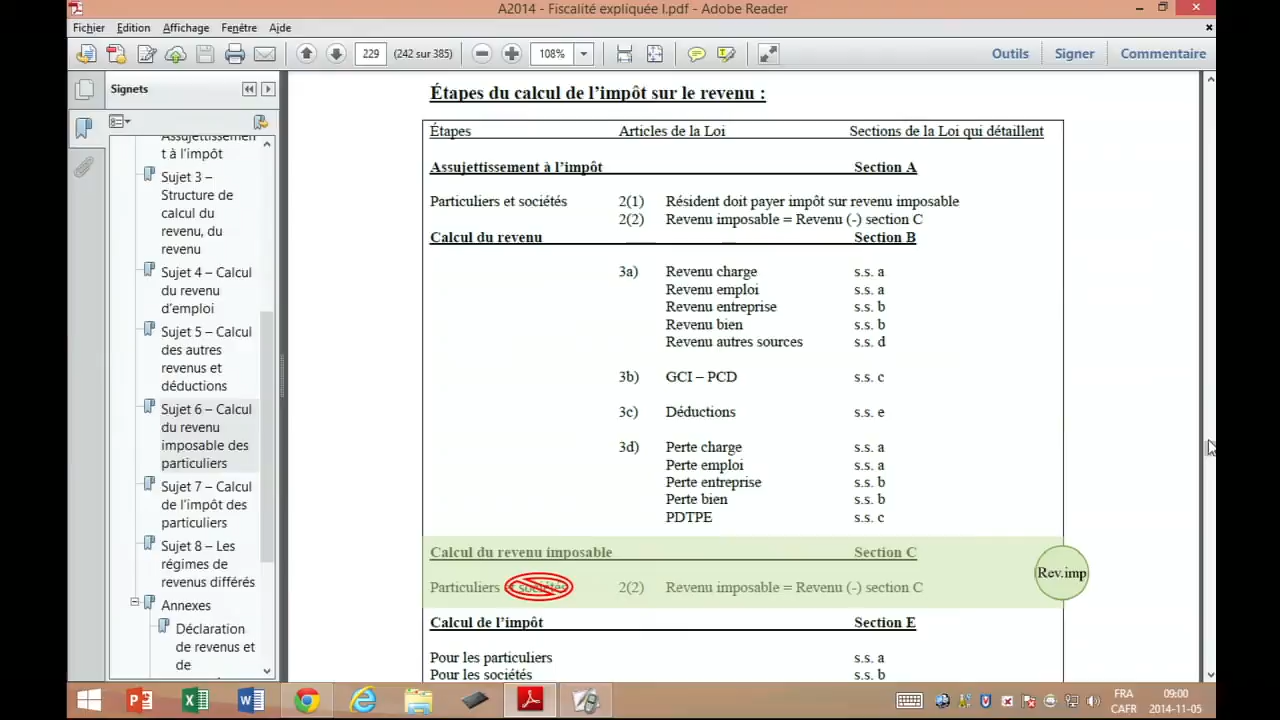 A2014 - Fiscalité expliquée I.pdf - Adobe Reader
Fichier Edition Affichage Fenêtre Aide
229 (242 sur 385) 108% Outils Signer Commentaire
Signets
Assujettissemen
t à l'impôt
Sujet 3 –
Structure de
calcul du
revenu, du
revenu
Sujet 4 – Calcul
du revenu
d'emploi
Sujet 5 – Calcul
des autres
revenus et
déductions
Sujet 6 – Calcul
du revenu
imposable des
particuliers
Sujet 7 – Calcul
de l'impôt des
particuliers
Sujet 8 – Les
régimes de
revenus différés
Annexes
Déclaration
de revenus et
de
Étapes du calcul de l'impôt sur le revenu :
Étapes Articles de la Loi Sections de la Loi qui détaillent
Assujettissement à l'impôt Section A
Particuliers et sociétés 2(1) Résident doit payer impôt sur revenu imposable
2(2) Revenu imposable = Revenu (-) section C
Calcul du revenu Section B
3a) Revenu charge s.s. a
Revenu emploi s.s. a
Revenu entreprise s.s. b
Revenu bien s.s. b
Revenu autres sources s.s. d
3b) GCI – PCD s.s. c
3c) Déductions s.s. e
3d) Perte charge s.s. a
Perte emploi s.s. a
Perte entreprise s.s. b
Perte bien s.s. b
PDTPE s.s. c
Calcul du revenu imposable Section C
Rev.imp
Particuliers et sociétés 2(2) Revenu imposable = Revenu (-) section C
Calcul de l'impôt Section E
Pour les particuliers s.s. a
Pour les sociétés s.s. b
FRA 09:00
CAFR 2014-11-05